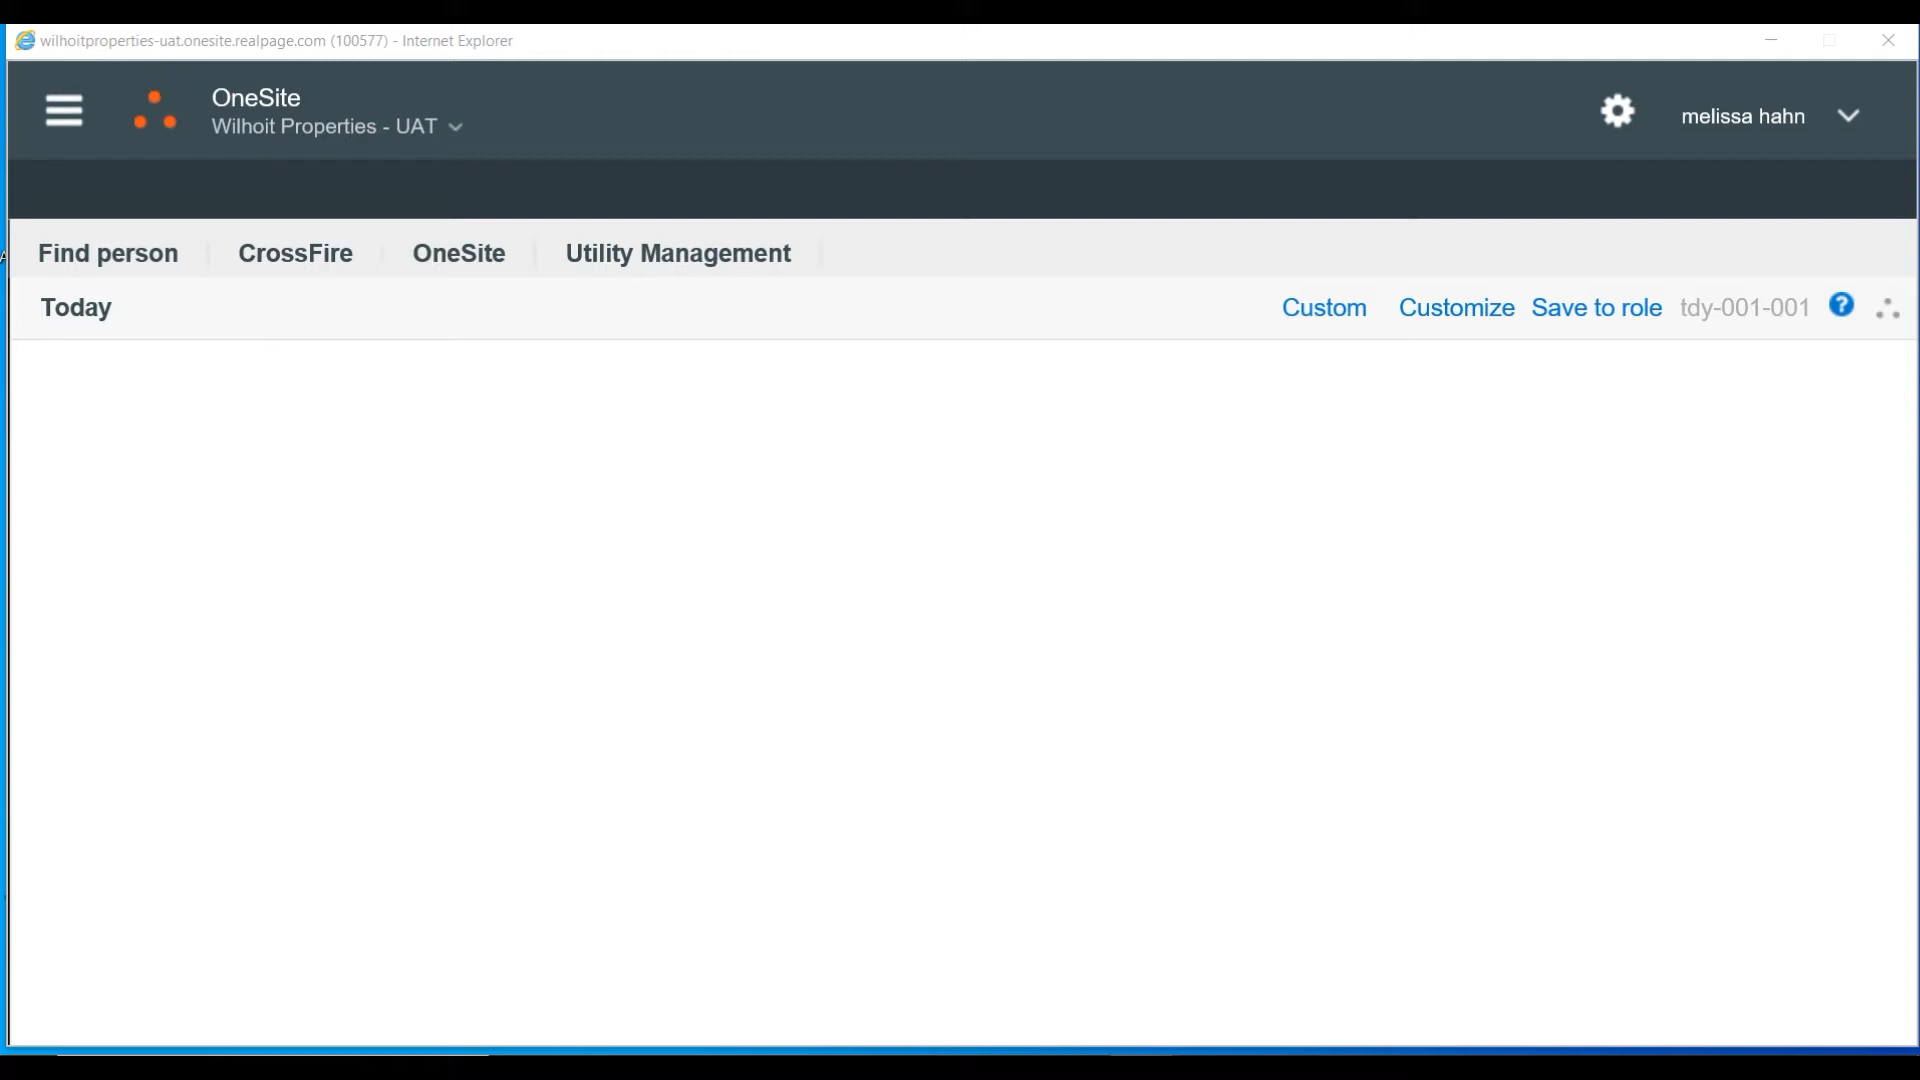 wilhoitproperties-uat.onesite.realpage.com (100577) - Internet Explorer
OneSite
Wilhoit Properties - UAT
melissa hahn
Find person CrossFire OneSite Utility Management
Today Custom Customize Save to role tdy-001-001 ?